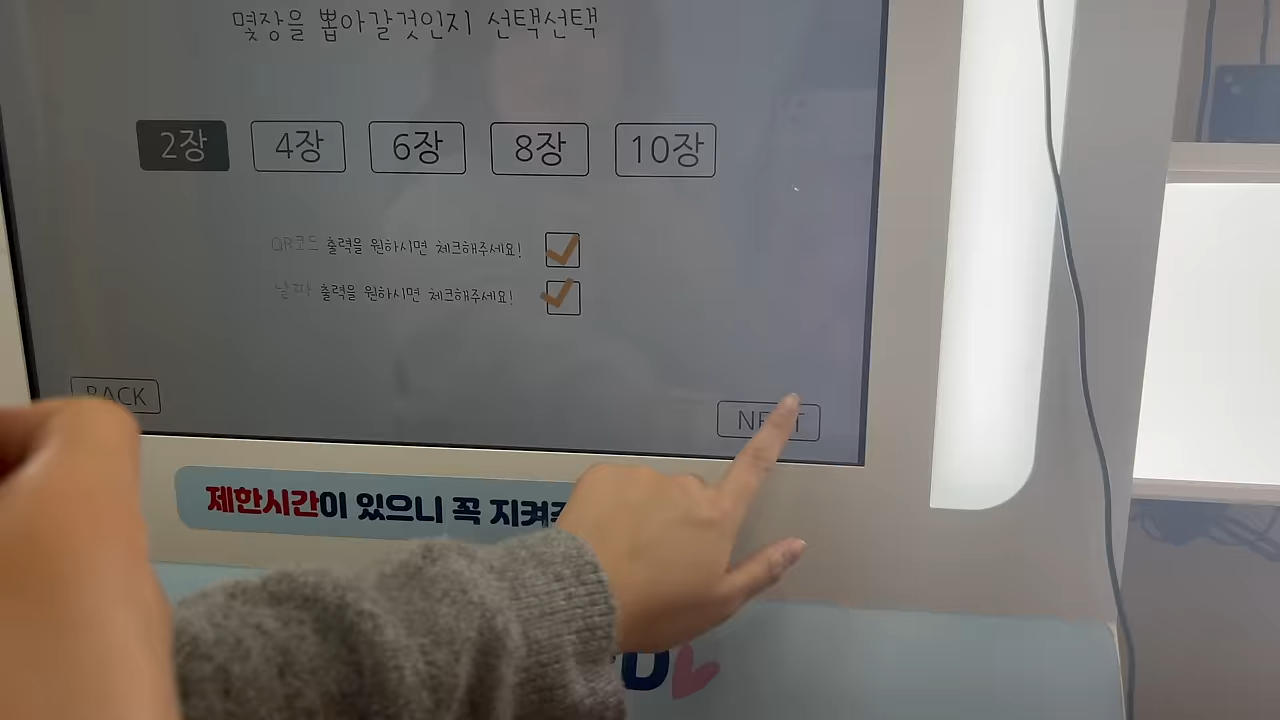 몇장을 뽑아갈것인지 선택선택
2장 4장 6장 8장 10장
QR코드 출력을 원하시면 체크해주세요!
날짜 출력을 원하시면 체크해주세요!
BACK
NEXT
제한시간이 있으니 꼭